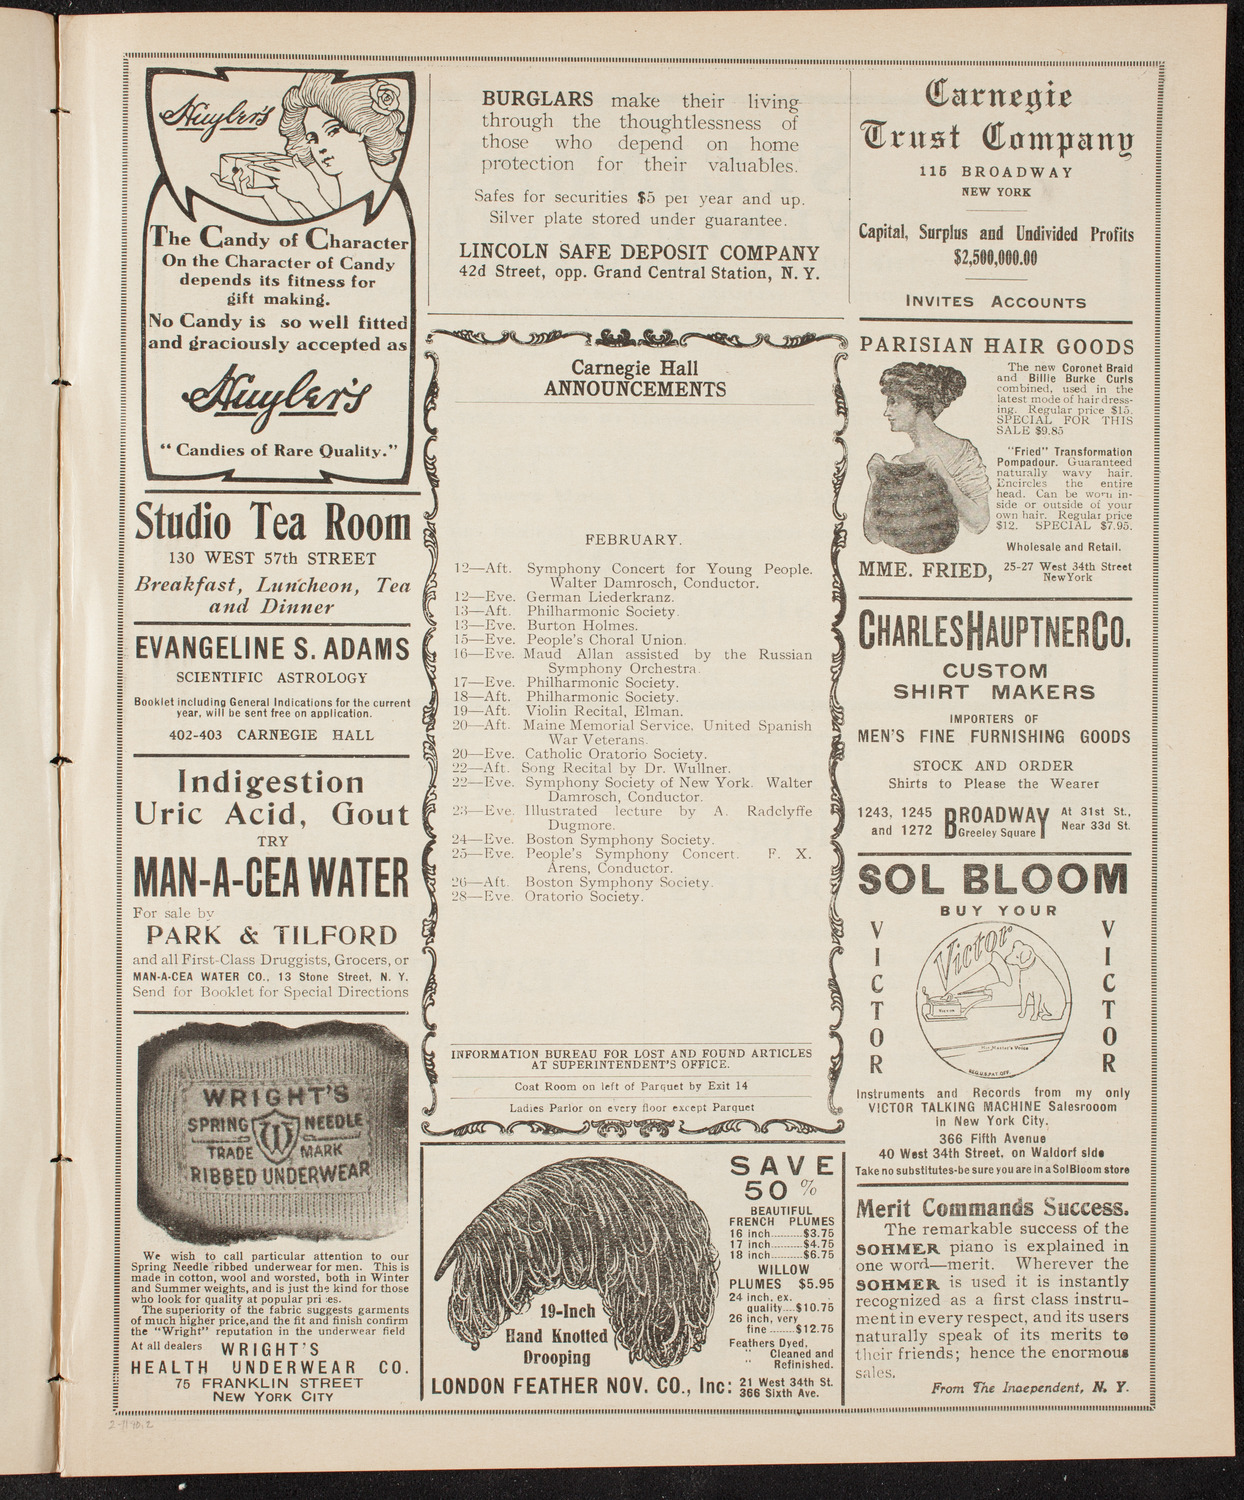 Huyler's
The Candy of Character
On the Character of Candy
depends its fitness for
gift making.
No Candy is so well fitted
and graciously accepted as
Huyler's
"Candies of Rare Quality."
Studio Tea Room
130 WEST 57th STREET
Breakfast, Luncheon, Tea
and Dinner
EVANGELINE S. ADAMS
SCIENTIFIC ASTROLOGY
Booklet including General Indications for the current
year, will be sent free on application.
402-403 CARNEGIE HALL
Indigestion
Uric Acid, Gout
TRY
MAN-A-CEA WATER
For sale by
PARK & TILFORD
and all First-Class Druggists, Grocers, or
MAN-A-CEA WATER CO., 13 Stone Street, N. Y.
Send for Booklet for Special Directions
WRIGHT'S
SPRING NEEDLE
TRADE MARK
RIBBED UNDERWEAR
We wish to call particular attention to our
Spring Needle ribbed underwear for men. This is
made in cotton, wool and worsted, both in Winter
and Summer weights, and is just the kind for those
who look for quality at popular pri es.
The superiority of the fabric suggests garments
of much higher price,and the fit and finish confirm
the "Wright" reputation in the underwear field
At all dealers WRIGHT'S
HEALTH UNDERWEAR CO.
75 FRANKLIN STREET
NEW YORK CITY
BURGLARS make their living
through the thoughtlessness of
those who depend on home
protection for their valuables.
Safes for securities $5 per year and up.
Silver plate stored under guarantee.
LINCOLN SAFE DEPOSIT COMPANY
42d Street, opp. Grand Central Station, N. Y.
Carnegie Hall
ANNOUNCEMENTS
FEBRUARY.
12—Aft. Symphony Concert for Young People.
Walter Damrosch, Conductor.
12—Eve. German Liederkranz.
13—Aft. Philharmonic Society.
13—Eve. Burton Holmes.
15—Eve. People's Choral Union.
16—Eve. Maud Allan assisted by the Russian
Symphony Orchestra.
17—Eve. Philharmonic Society.
18—Aft. Philharmonic Society.
19—Aft. Violin Recital, Elman.
20—Aft. Maine Memorial Service, United Spanish
War Veterans.
20—Eve. Catholic Oratorio Society.
22—Aft. Song Recital by Dr. Wullner.
22—Eve. Symphony Society of New York. Walter
Damrosch, Conductor.
23—Eve. Illustrated lecture by A. Radclyffe
Dugmore.
24—Eve. Boston Symphony Society.
25—Eve. People's Symphony Concert. F. X.
Arens, Conductor.
26—Aft. Boston Symphony Society.
28—Eve. Oratorio Society.
INFORMATION BUREAU FOR LOST AND FOUND ARTICLES
AT SUPERINTENDENT'S OFFICE.
Coat Room on left of Parquet by Exit 14
Ladies Parlor on every floor except Parquet
SAVE
50 %
BEAUTIFUL
FRENCH PLUMES
16 inch..........$3.75
17 inch..........$4.75
18 inch..........$6.75
WILLOW
PLUMES $5.95
24 inch, ex.
quality....$10.75
26 inch, very
fine ........$12.75
Feathers Dyed,
" Cleaned and
" Refinished.
19-Inch
Hand Knotted
Drooping
LONDON FEATHER NOV. CO., Inc: 21 West 34th St.
366 Sixth Ave.
Carnegie
Trust Company
115 BROADWAY
NEW YORK
Capital, Surplus and Undivided Profits
$2,500,000.00
INVITES ACCOUNTS
PARISIAN HAIR GOODS
The new Coronet Braid
and Billie Burke Curls
combined, used in the
latest mode of hairdress-
ing. Regular price $15.
SPECIAL FOR THIS
SALE $9.85
"Fried" Transformation
Pompadour. Guaranteed
naturally wavy hair.
Encircles the entire
head. Can be worn in-
side or outside of your
own hair. Regular price
$12. SPECIAL $7.95.
Wholesale and Retail.
MME. FRIED, 25-27 West 34th Street
NewYork
CHARLES HAUPTNER CO.
CUSTOM
SHIRT MAKERS
IMPORTERS OF
MEN'S FINE FURNISHING GOODS
STOCK AND ORDER
Shirts to Please the Wearer
1243, 1245
and 1272
BROADWAY
Greeley Square
At 31st St.,
Near 33d St.
SOL BLOOM
BUY YOUR
VICTOR
Victor
His Master's Voice
REG.U.S.PAT.OFF.
VICTOR
Instruments and Records from my only
VICTOR TALKING MACHINE Salesrooom
in New York City.
366 Fifth Avenue
40 West 34th Street, on Waldorf side
Take no substitutes-be sure you are in a Sol Bloom store
Merit Commands Success.
The remarkable success of the
SOHMER piano is explained in
one word—merit. Wherever the
SOHMER is used it is instantly
recognized as a first class instru-
ment in every respect, and its users
naturally speak of its merits to
their friends; hence the enormous
sales.
From The Independent, N. Y.